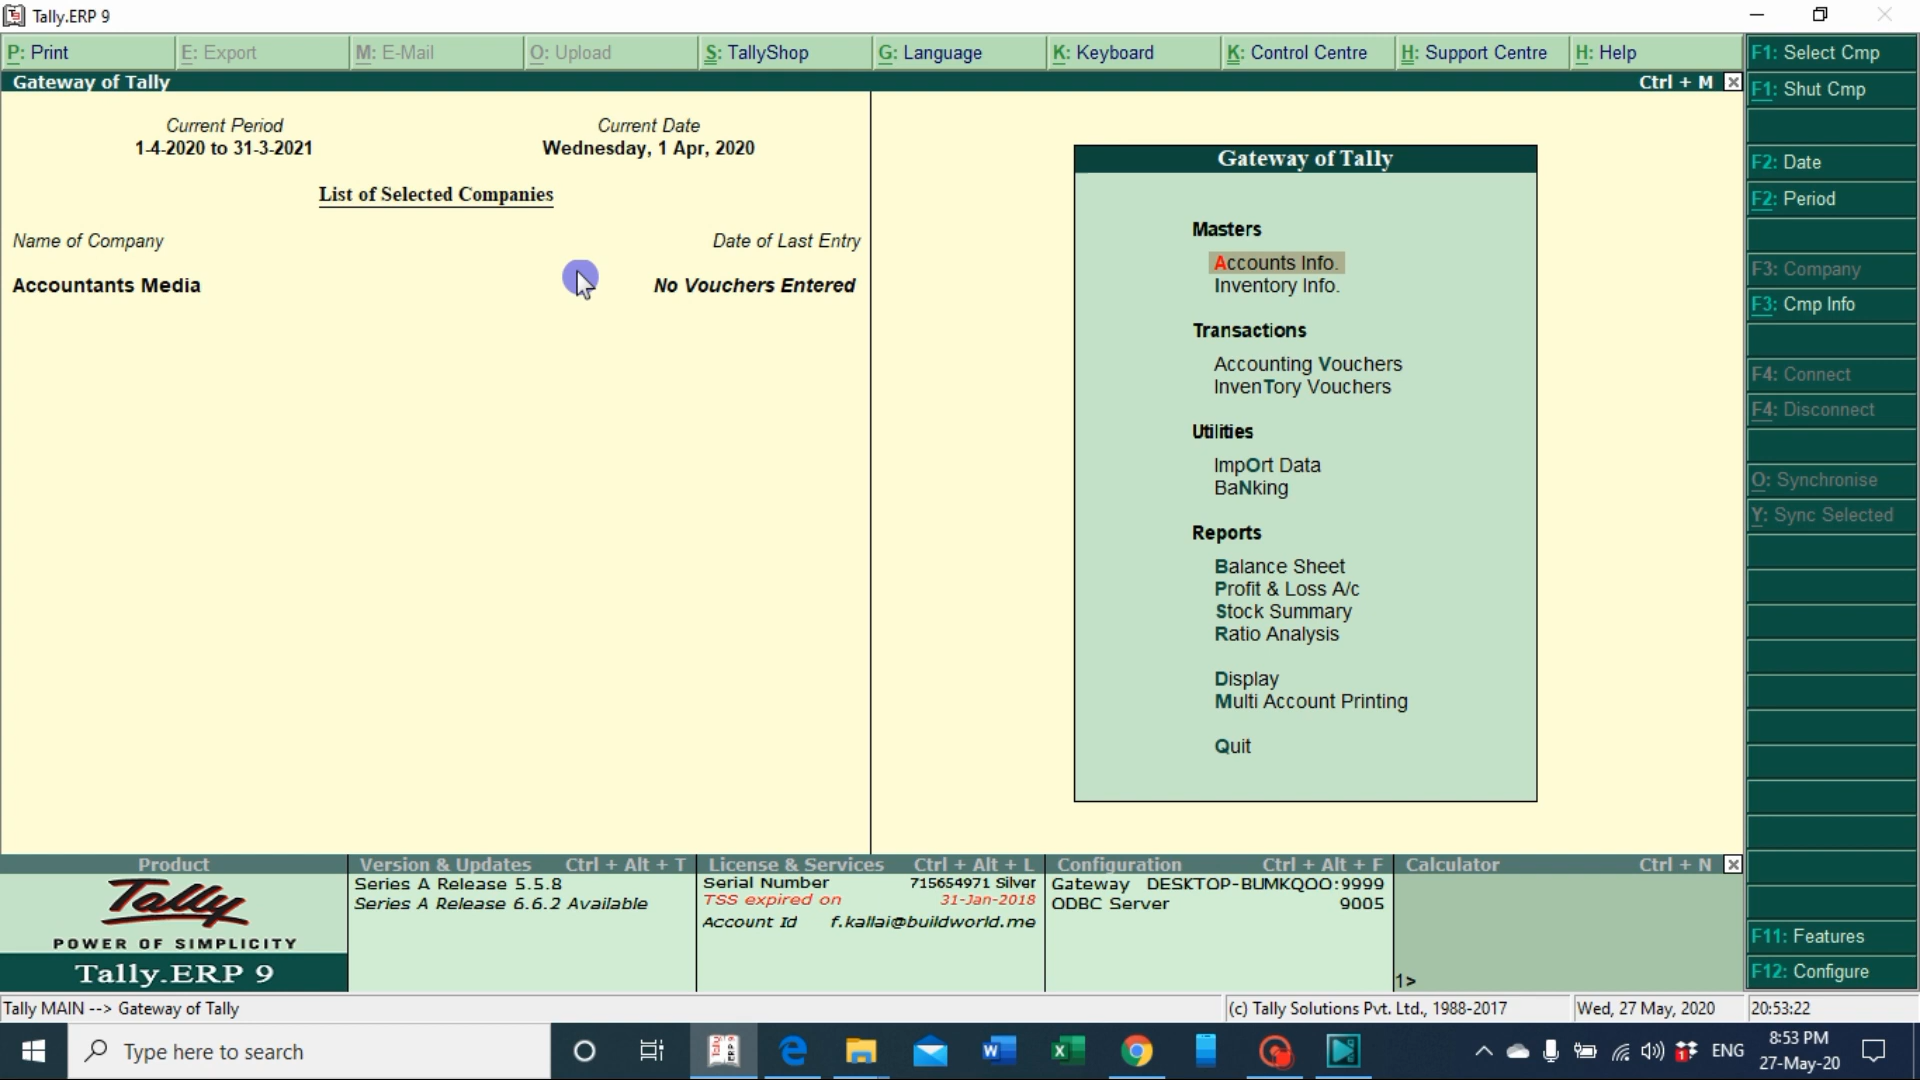 Tally.ERP 9
P: Print
E: Export
M: E-Mail
O: Upload
S: TallyShop
G: Language
K: Keyboard
K: Control Centre
H: Support Centre
H: Help
Gateway of Tally
Ctrl + M
Current Period
1-4-2020 to 31-3-2021
Current Date
Wednesday, 1 Apr, 2020
List of Selected Companies
Name of Company
Date of Last Entry
Accountants Media
No Vouchers Entered
Gateway of Tally
Masters
Accounts Info.
Inventory Info.
Transactions
Accounting Vouchers
InvenTory Vouchers
Utilities
ImpOrt Data
BaNking
Reports
Balance Sheet
Profit & Loss A/c
Stock Summary
Ratio Analysis
Display
Multi Account Printing
Quit
F1: Select Cmp
F1: Shut Cmp
F2: Date
F2: Period
F3: Company
F3: Cmp Info
F4: Connect
F4: Disconnect
O: Synchronise
Y: Sync Selected
F11: Features
F12: Configure
Product
Tally
POWER OF SIMPLICITY
Tally.ERP 9
Version & Updates Ctrl + Alt + T
Series A Release 5.5.8
Series A Release 6.6.2 Available
License & Services Ctrl + Alt + L
Serial Number 715654971 Silver
TSS expired on 31-Jan-2018
Account Id f.kallai@buildworld.me
Configuration Ctrl + Alt + F
Gateway DESKTOP-BUMKQOO:9999
ODBC Server 9005
Calculator Ctrl + N
1>
Tally MAIN --> Gateway of Tally
(c) Tally Solutions Pvt. Ltd., 1988-2017
Wed, 27 May, 2020
20:53:22
Type here to search
ENG
8:53 PM
27-May-20